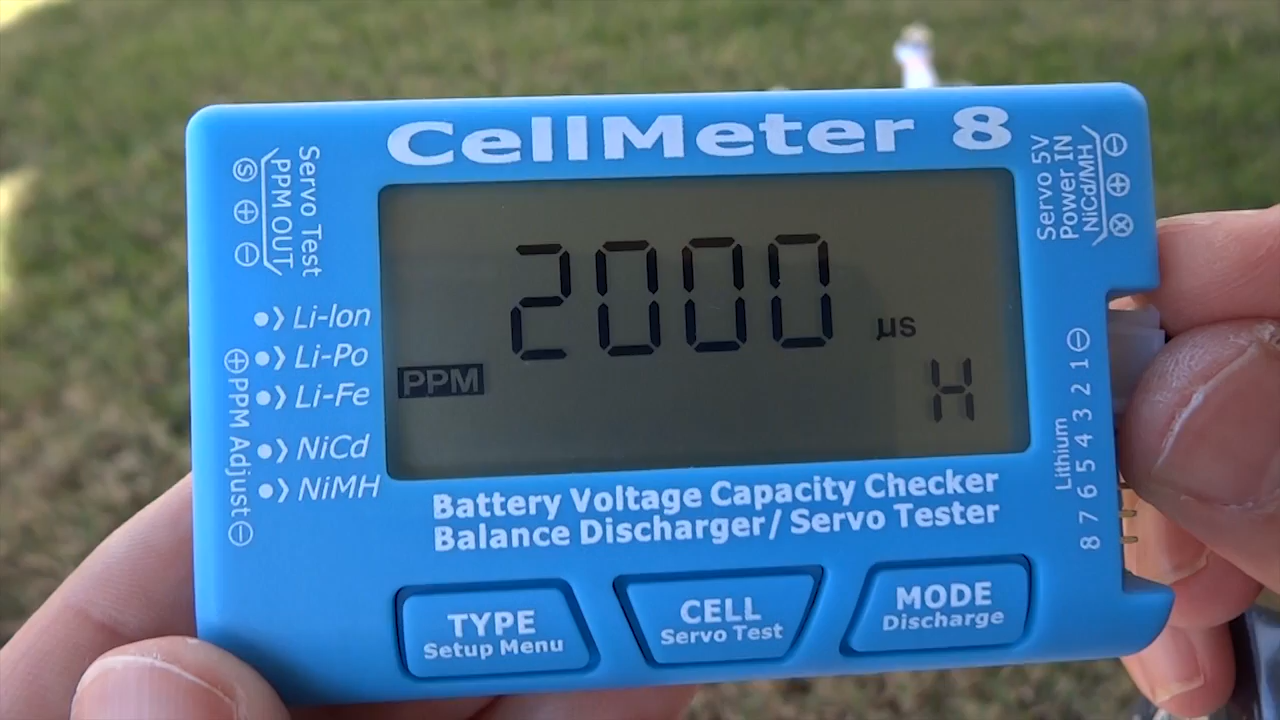 CellMeter 8
Servo Test
PPM OUT
S + -
Servo 5V
Power IN
NiCd/MH
- + x
2000
µs
PPM
H
Li-Ion
Li-Po
Li-Fe
NiCd
NiMH
+ PPM Adjust -
Lithium
8 7 6 5 4 3 2 1 -
Battery Voltage Capacity Checker
Balance Discharger/ Servo Tester
TYPE
Setup Menu
CELL
Servo Test
MODE
Discharge